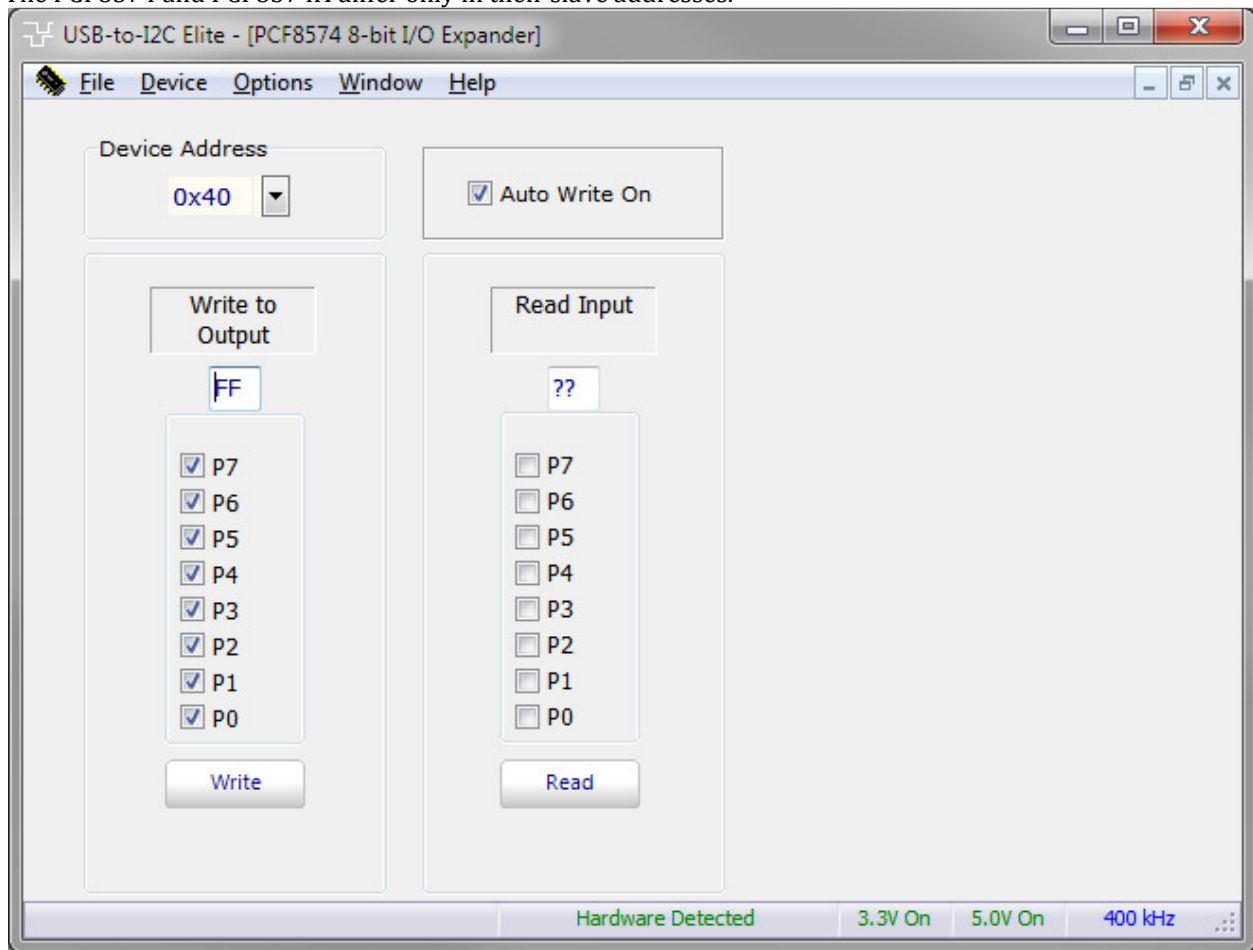 USB-to-I2C Elite - [PCF8574 8-bit I/O Expander]
File Device Options Window Help
Device Address
0x40
Auto Write On
Write to
Output
FF
P7
P6
P5
P4
P3
P2
P1
P0
Write
Read Input
??
P7
P6
P5
P4
P3
P2
P1
P0
Read
Hardware Detected 3.3V On 5.0V On 400 kHz